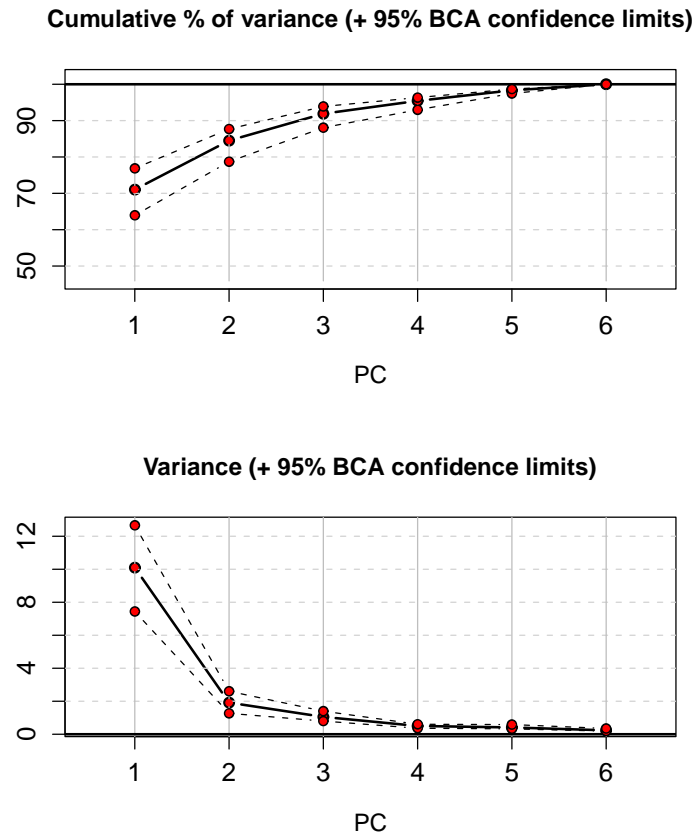 Cumulative % of variance (+ 95% BCA confidence limits)
90
70
50
1 2 3 4 5 6
PC
Variance (+ 95% BCA confidence limits)
12
8
4
0
1 2 3 4 5 6
PC